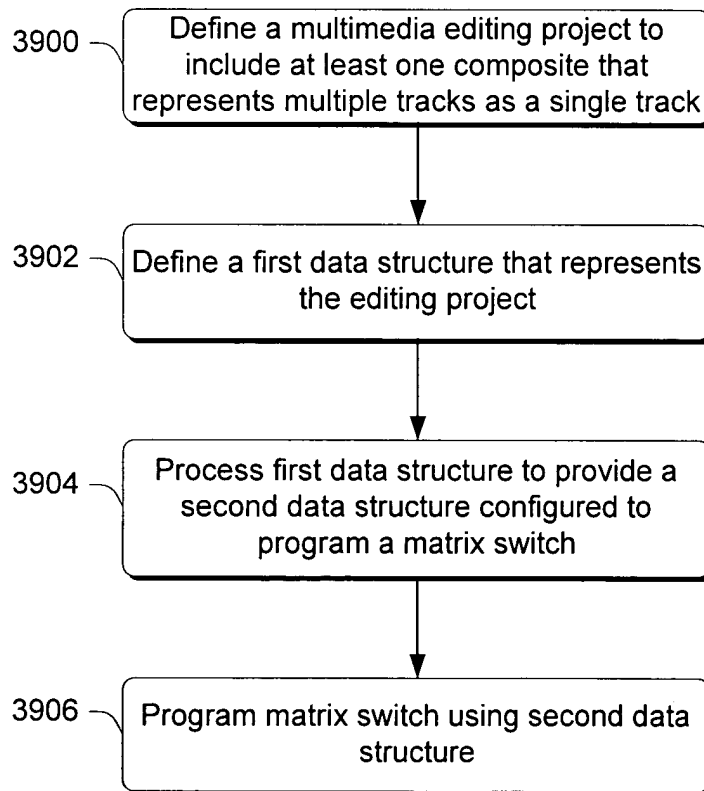 3900
Define a multimedia editing project to
include at least one composite that
represents multiple tracks as a single track
3902
Define a first data structure that represents
the editing project
3904
Process first data structure to provide a
second data structure configured to
program a matrix switch
3906
Program matrix switch using second data
structure